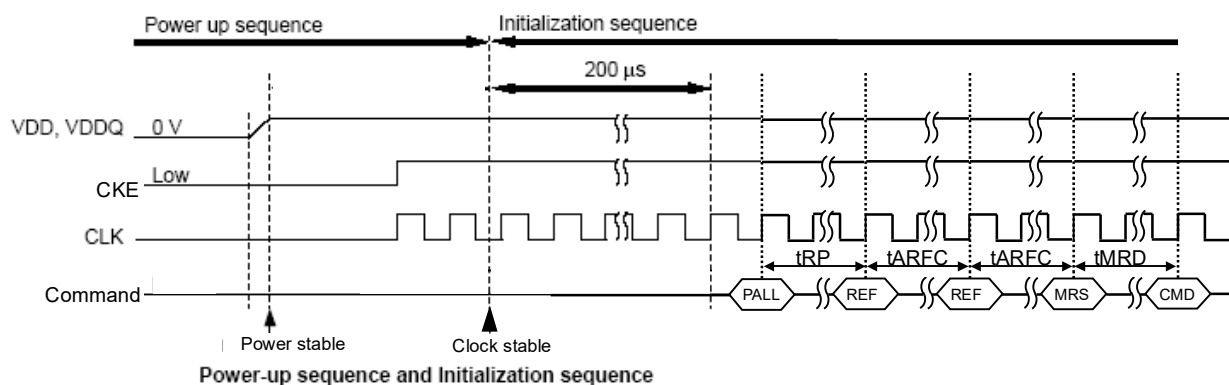 Power up sequence Initialization sequence
200 μs
VDD, VDDQ 0 V
CKE Low
CLK
tRP tARFC tARFC tMRD
Command PALL REF REF MRS CMD
Power stable Clock stable
Power-up sequence and Initialization sequence